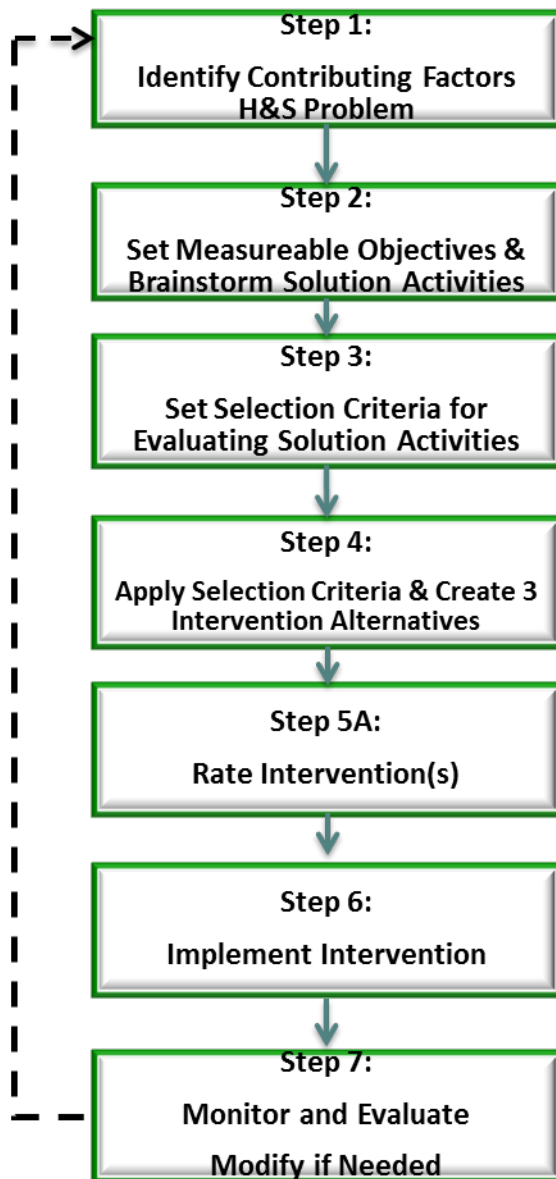 Step 1:
Identify Contributing Factors
H&S Problem
Step 2:
Set Measureable Objectives &
Brainstorm Solution Activities
Step 3:
Set Selection Criteria for
Evaluating Solution Activities
Step 4:
Apply Selection Criteria & Create 3
Intervention Alternatives
Step 5A:
Rate Intervention(s)
Step 6:
Implement Intervention
Step 7:
Monitor and Evaluate
Modify if Needed